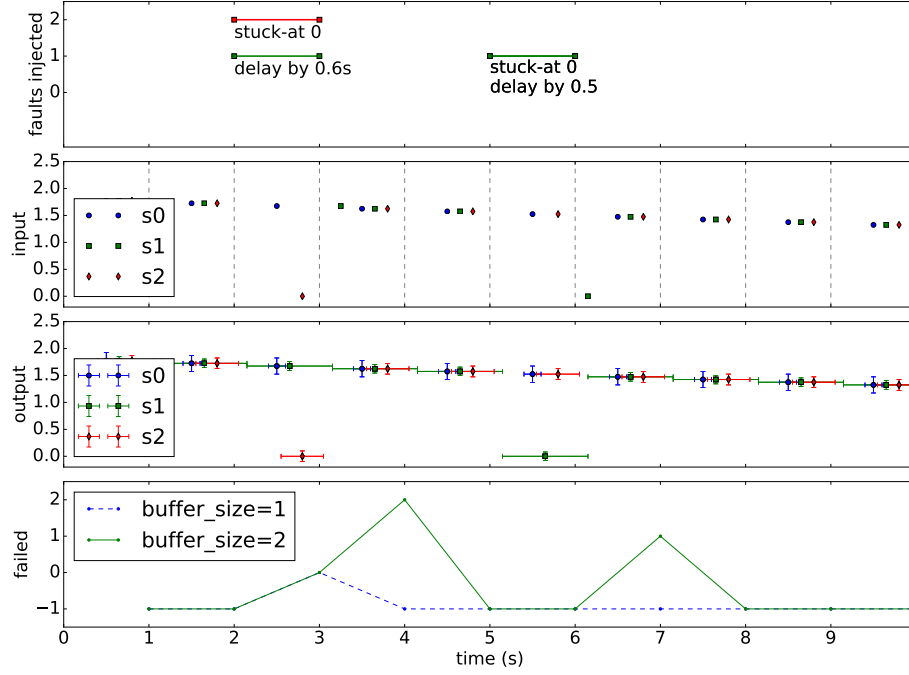 2
1
0
faults injected
stuck-at 0
delay by 0.6s
stuck-at 0
delay by 0.5
2.5
2.0
1.5
1.0
0.5
0.0
input
s0
s1
s2
2.5
2.0
1.5
1.0
0.5
0.0
output
s0
s1
s2
2
1
0
−1
failed
buffer_size=1
buffer_size=2
0 1 2 3 4 5 6 7 8 9
time (s)